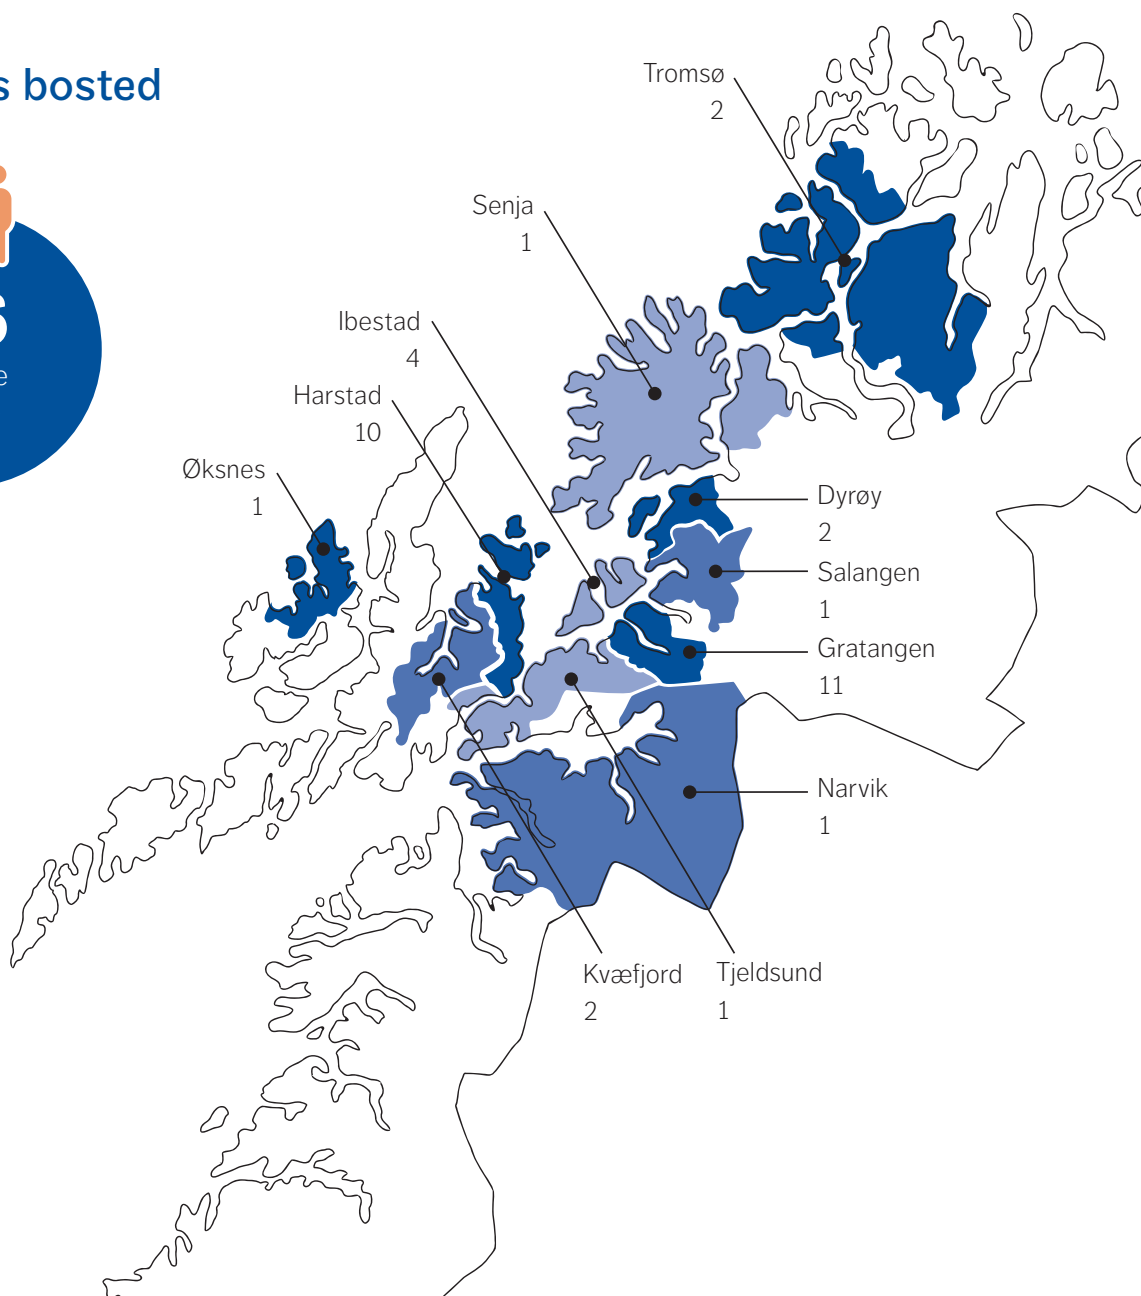 s bosted
Tromsø
2
Senja
1
Ibestad
4
Harstad
10
Øksnes
1
Dyrøy
2
Salangen
1
Gratangen
11
Narvik
1
Kvæfjord
2
Tjeldsund
1